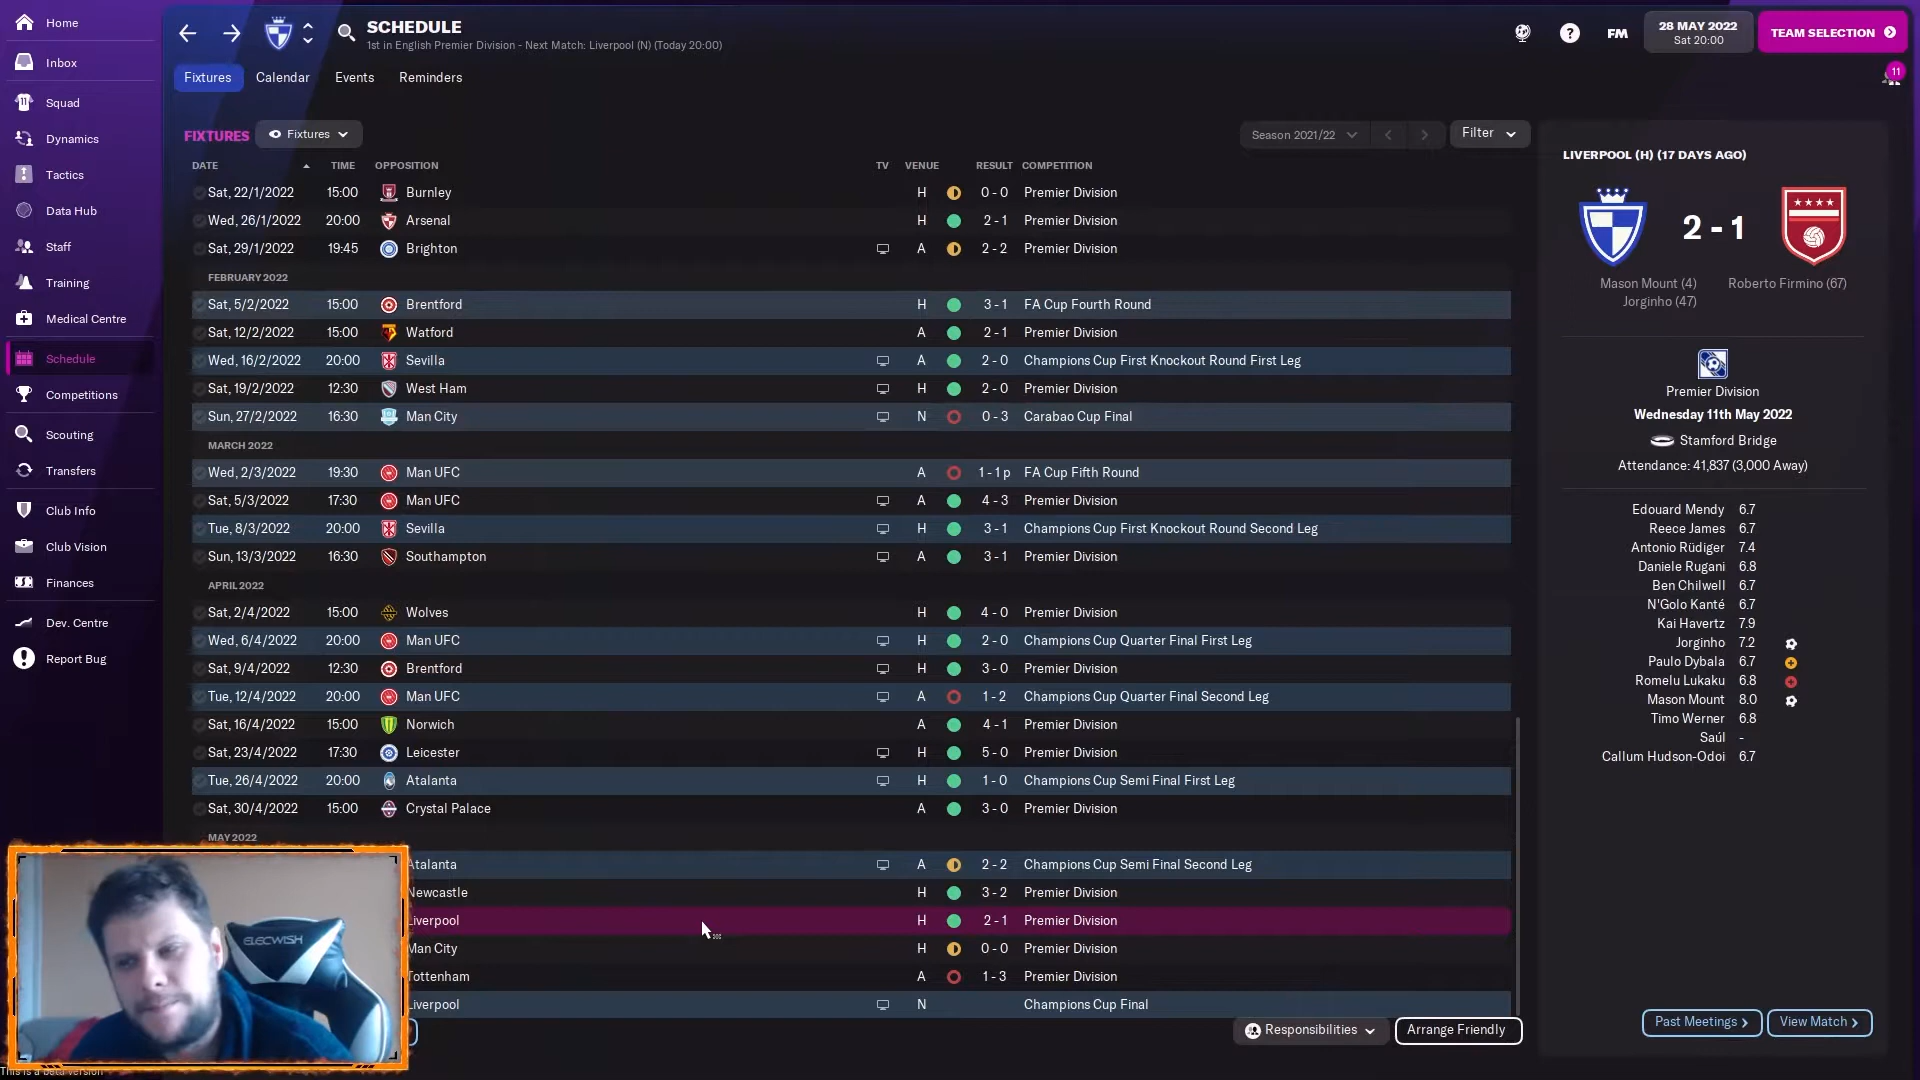 Home
Inbox
Squad
Dynamics
Tactics
Data Hub
Staff
Training
Medical Centre
Schedule
Competitions
Scouting
Transfers
Club Info
Club Vision
Finances
Dev. Centre
Report Bug
SCHEDULE
1st in English Premier Division - Next Match: Liverpool (N) (Today 20:00)
FM
28 MAY 2022
Sat 20:00
TEAM SELECTION
11
Fixtures Calendar Events Reminders
FIXTURES Fixtures Season 2021/22 Filter
DATE TIME OPPOSITION TV VENUE RESULT COMPETITION
Sat, 22/1/2022 15:00 Burnley H 0 - 0 Premier Division
Wed, 26/1/2022 20:00 Arsenal H 2 - 1 Premier Division
Sat, 29/1/2022 19:45 Brighton A 2 - 2 Premier Division
FEBRUARY 2022
Sat, 5/2/2022 15:00 Brentford H 3 - 1 FA Cup Fourth Round
Sat, 12/2/2022 15:00 Watford A 2 - 1 Premier Division
Wed, 16/2/2022 20:00 Sevilla A 2 - 0 Champions Cup First Knockout Round First Leg
Sat, 19/2/2022 12:30 West Ham H 2 - 0 Premier Division
Sun, 27/2/2022 16:30 Man City N 0 - 3 Carabao Cup Final
MARCH 2022
Wed, 2/3/2022 19:30 Man UFC A 1 - 1 p FA Cup Fifth Round
Sat, 5/3/2022 17:30 Man UFC A 4 - 3 Premier Division
Tue, 8/3/2022 20:00 Sevilla H 3 - 1 Champions Cup First Knockout Round Second Leg
Sun, 13/3/2022 16:30 Southampton A 3 - 1 Premier Division
APRIL 2022
Sat, 2/4/2022 15:00 Wolves H 4 - 0 Premier Division
Wed, 6/4/2022 20:00 Man UFC H 2 - 0 Champions Cup Quarter Final First Leg
Sat, 9/4/2022 12:30 Brentford H 3 - 0 Premier Division
Tue, 12/4/2022 20:00 Man UFC A 1 - 2 Champions Cup Quarter Final Second Leg
Sat, 16/4/2022 15:00 Norwich A 4 - 1 Premier Division
Sat, 23/4/2022 17:30 Leicester H 5 - 0 Premier Division
Tue, 26/4/2022 20:00 Atalanta H 1 - 0 Champions Cup Semi Final First Leg
Sat, 30/4/2022 15:00 Crystal Palace A 3 - 0 Premier Division
MAY 2022
Atalanta A 2 - 2 Champions Cup Semi Final Second Leg
Newcastle H 3 - 2 Premier Division
Liverpool H 2 - 1 Premier Division
Man City H 0 - 0 Premier Division
Tottenham A 1 - 3 Premier Division
Liverpool N Champions Cup Final
Responsibilities Arrange Friendly
LIVERPOOL (H) (17 DAYS AGO)
2 - 1
Mason Mount (4) Roberto Firmino (67)
Jorginho (47)
Premier Division
Wednesday 11th May 2022
Stamford Bridge
Attendance: 41,837 (3,000 Away)
Edouard Mendy 6.7
Reece James 6.7
Antonio Rüdiger 7.4
Daniele Rugani 6.8
Ben Chilwell 6.7
N'Golo Kanté 6.7
Kai Havertz 7.9
Jorginho 7.2
Paulo Dybala 6.7
Romelu Lukaku 6.8
Mason Mount 8.0
Timo Werner 6.8
Saúl -
Callum Hudson-Odoi 6.7
Past Meetings View Match
ELECWISH
This is a beta version